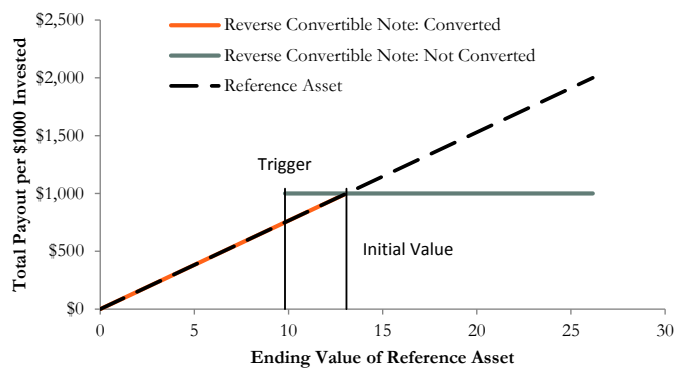 $2,500
$2,000
$1,500
$1,000
$500
$0
Total Payout per $1000 Invested
Reverse Convertible Note: Converted
Reverse Convertible Note: Not Converted
Reference Asset
Trigger
Initial Value
0 5 10 15 20 25 30
Ending Value of Reference Asset